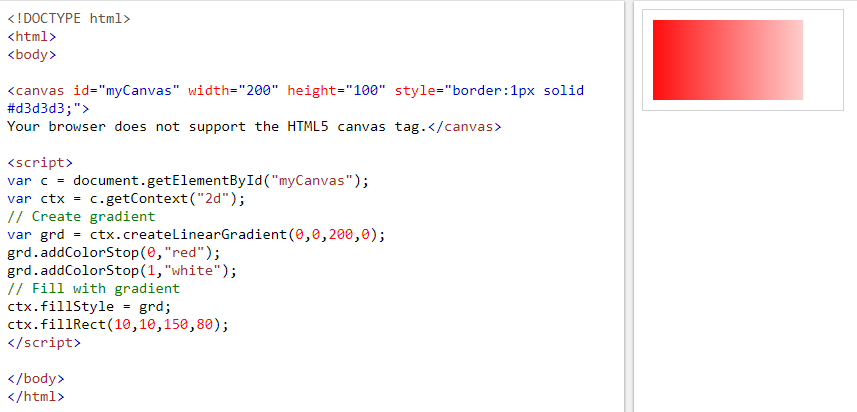 <!DOCTYPE html>
<html>
<body>
<canvas id="myCanvas" width="200" height="100" style="border:1px solid
#d3d3d3;">
Your browser does not support the HTML5 canvas tag.</canvas>
<script>
var c = document.getElementById("myCanvas");
var ctx = c.getContext("2d");
// Create gradient
var grd = ctx.createLinearGradient(0,0,200,0);
grd.addColorStop(0,"red");
grd.addColorStop(1,"white");
// Fill with gradient
ctx.fillStyle = grd;
ctx.fillRect(10,10,150,80);
</script>
</body>
</html>